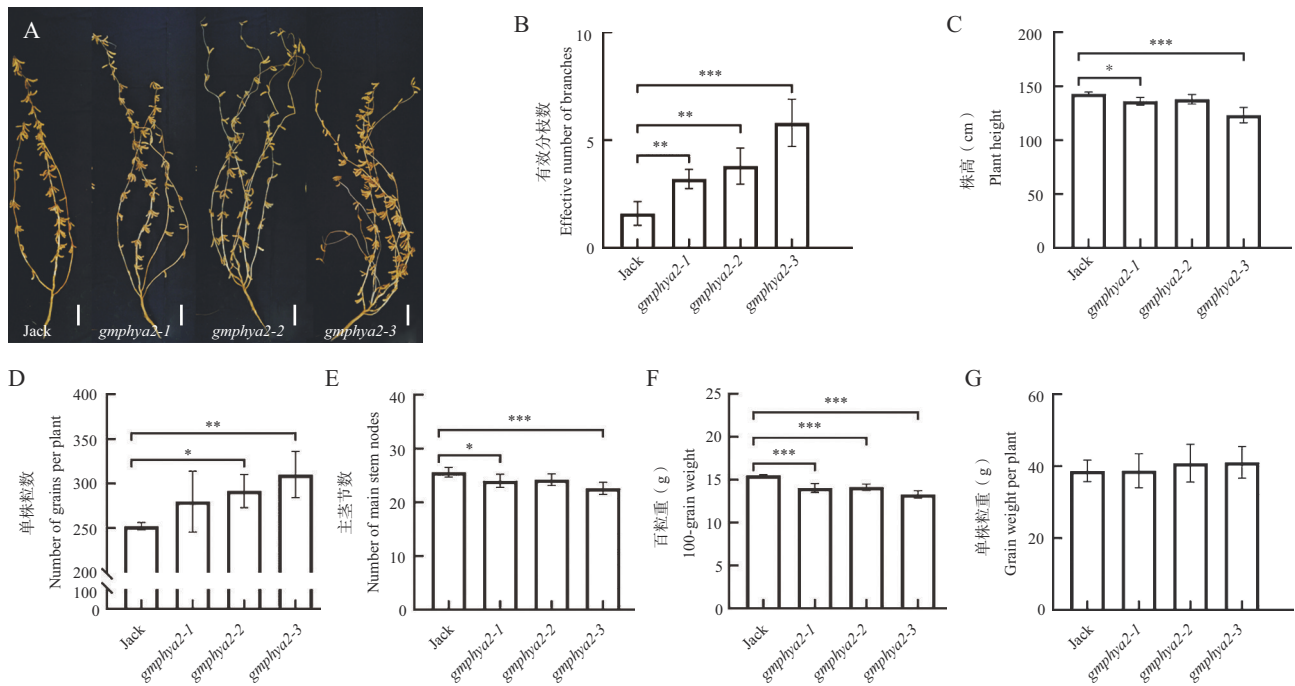 A
Jack
gmphya2-1
gmphya2-2
gmphya2-3
B
有效分枝数
Effective number of branches
10
5
0
**
**
***
Jack
gmphya2-1
gmphya2-2
gmphya2-3
C
株高（cm）
Plant height
200
150
100
50
0
*
***
Jack
gmphya2-1
gmphya2-2
gmphya2-3
D
单株粒数
Number of grains per plant
400
350
300
250
200
100
0
**
*
Jack
gmphya2-1
gmphya2-2
gmphya2-3
E
主茎节数
Number of main stem nodes
40
30
20
10
0
***
*
Jack
gmphya2-1
gmphya2-2
gmphya2-3
F
百粒重（g）
100-grain weight
25
20
15
10
5
0
***
***
***
Jack
gmphya2-1
gmphya2-2
gmphya2-3
G
单株粒重（g）
Grain weight per plant
60
40
20
0
Jack
gmphya2-1
gmphya2-2
gmphya2-3